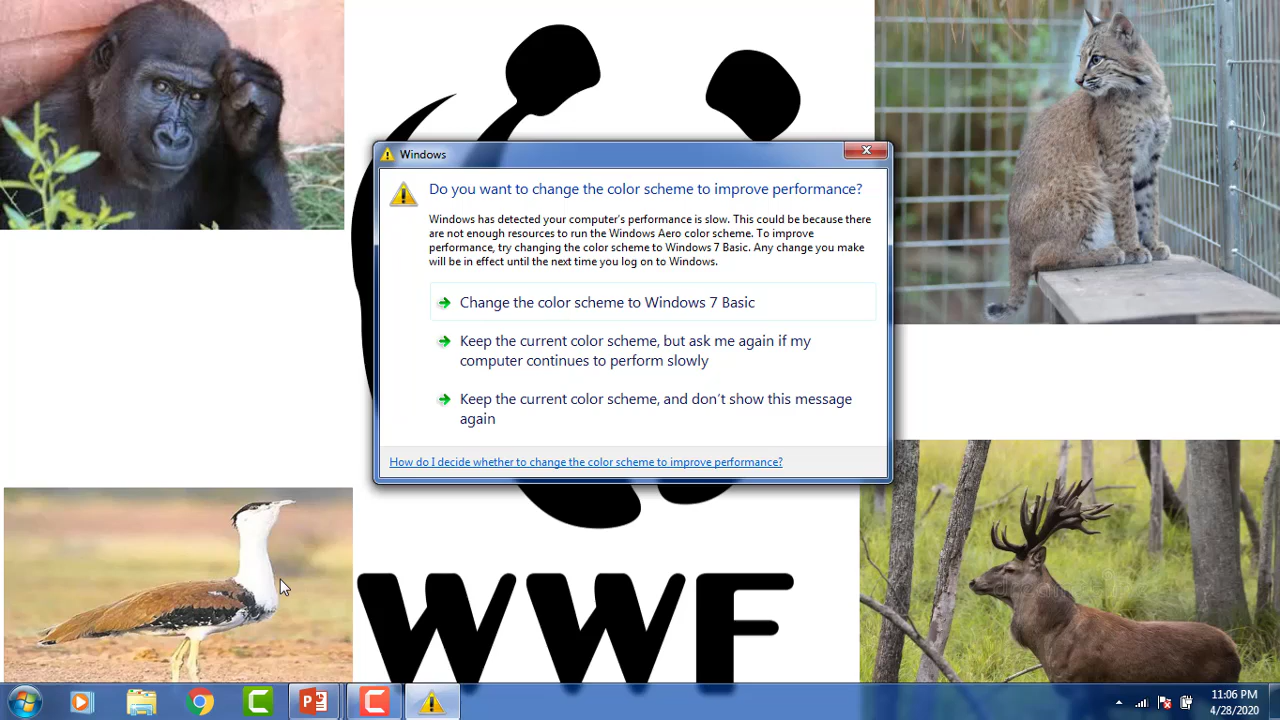 Windows
Do you want to change the color scheme to improve performance?
Windows has detected your computer's performance is slow. This could be because there
are not enough resources to run the Windows Aero color scheme. To improve
performance, try changing the color scheme to Windows 7 Basic. Any change you make
will be in effect until the next time you log on to Windows.
Change the color scheme to Windows 7 Basic
Keep the current color scheme, but ask me again if my
computer continues to perform slowly
Keep the current color scheme, and don't show this message
again
How do I decide whether to change the color scheme to improve performance?
WWF
11:06 PM
4/28/2020